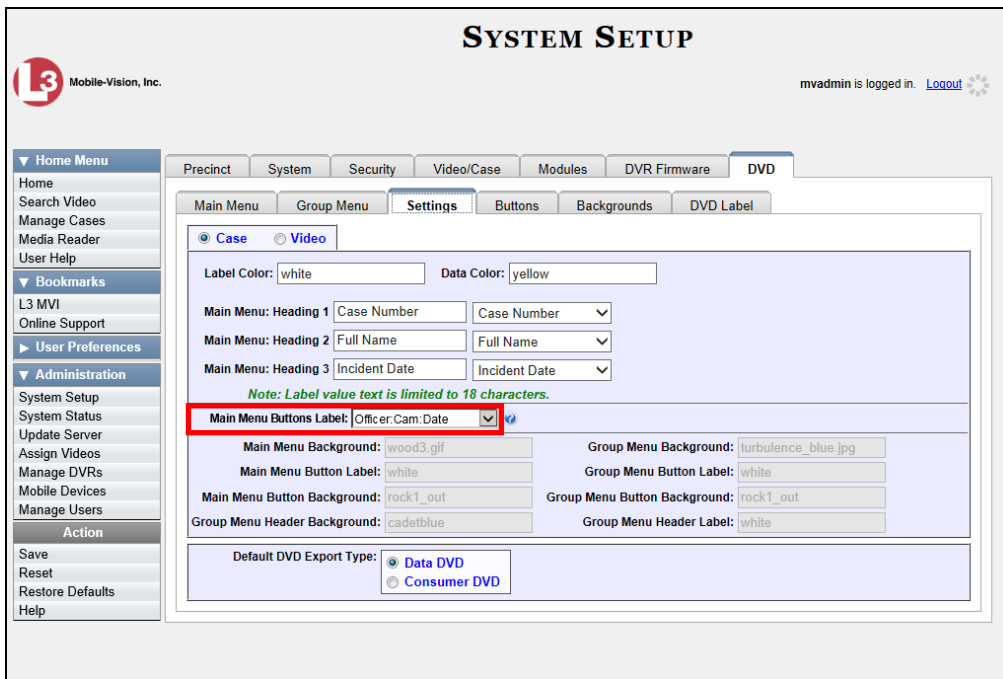 SYSTEM SETUP
L3 Mobile-Vision, Inc.
mvadmin is logged in. Logout
▼ Home Menu
Home
Search Video
Manage Cases
Media Reader
User Help
▼ Bookmarks
L3 MVI
Online Support
► User Preferences
▼ Administration
System Setup
System Status
Update Server
Assign Videos
Manage DVRs
Mobile Devices
Manage Users
Action
Save
Reset
Restore Defaults
Help
Precinct System Security Video/Case Modules DVR Firmware DVD
Main Menu Group Menu Settings Buttons Backgrounds DVD Label
Case Video
Label Color: white Data Color: yellow
Main Menu: Heading 1 Case Number Case Number
Main Menu: Heading 2 Full Name Full Name
Main Menu: Heading 3 Incident Date Incident Date
Note: Label value text is limited to 18 characters.
Main Menu Buttons Label: Officer:Cam:Date ?
Main Menu Background: wood3.gif Group Menu Background: turbulence_blue.jpg
Main Menu Button Label: white Group Menu Button Label: white
Main Menu Button Background: rock1_out Group Menu Button Background: rock1_out
Group Menu Header Background: cadetblue Group Menu Header Label: white
Default DVD Export Type: Data DVD
Consumer DVD